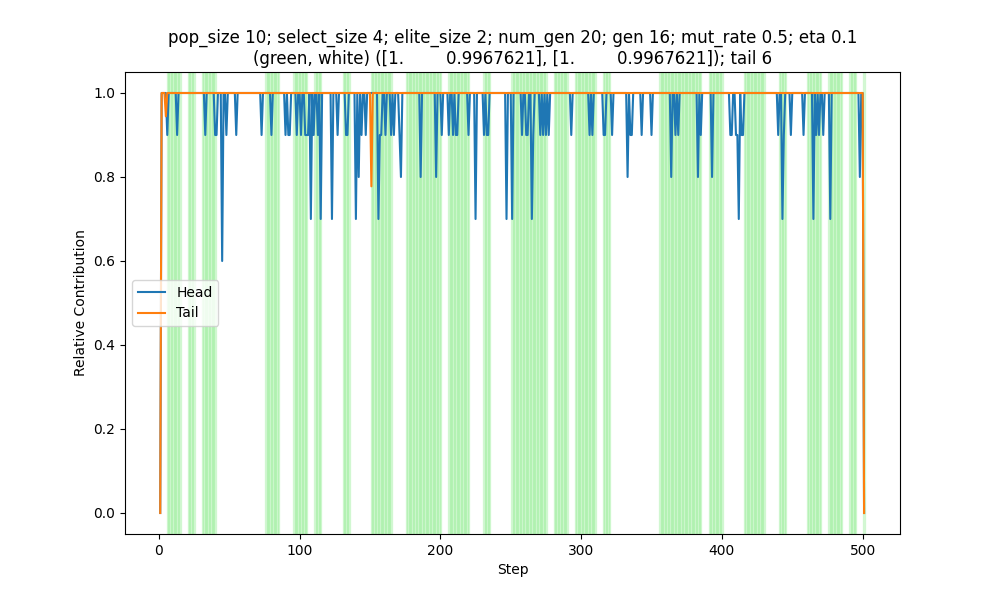 pop_size 10; select_size 4; elite_size 2; num_gen 20; gen 16; mut_rate 0.5; eta 0.1
(green, white) ([1. 0.9967621], [1. 0.9967621]); tail 6
1.0
0.8
0.6
0.4
0.2
0.0
Relative Contribution
Head
Tail
0 100 200 300 400 500
Step